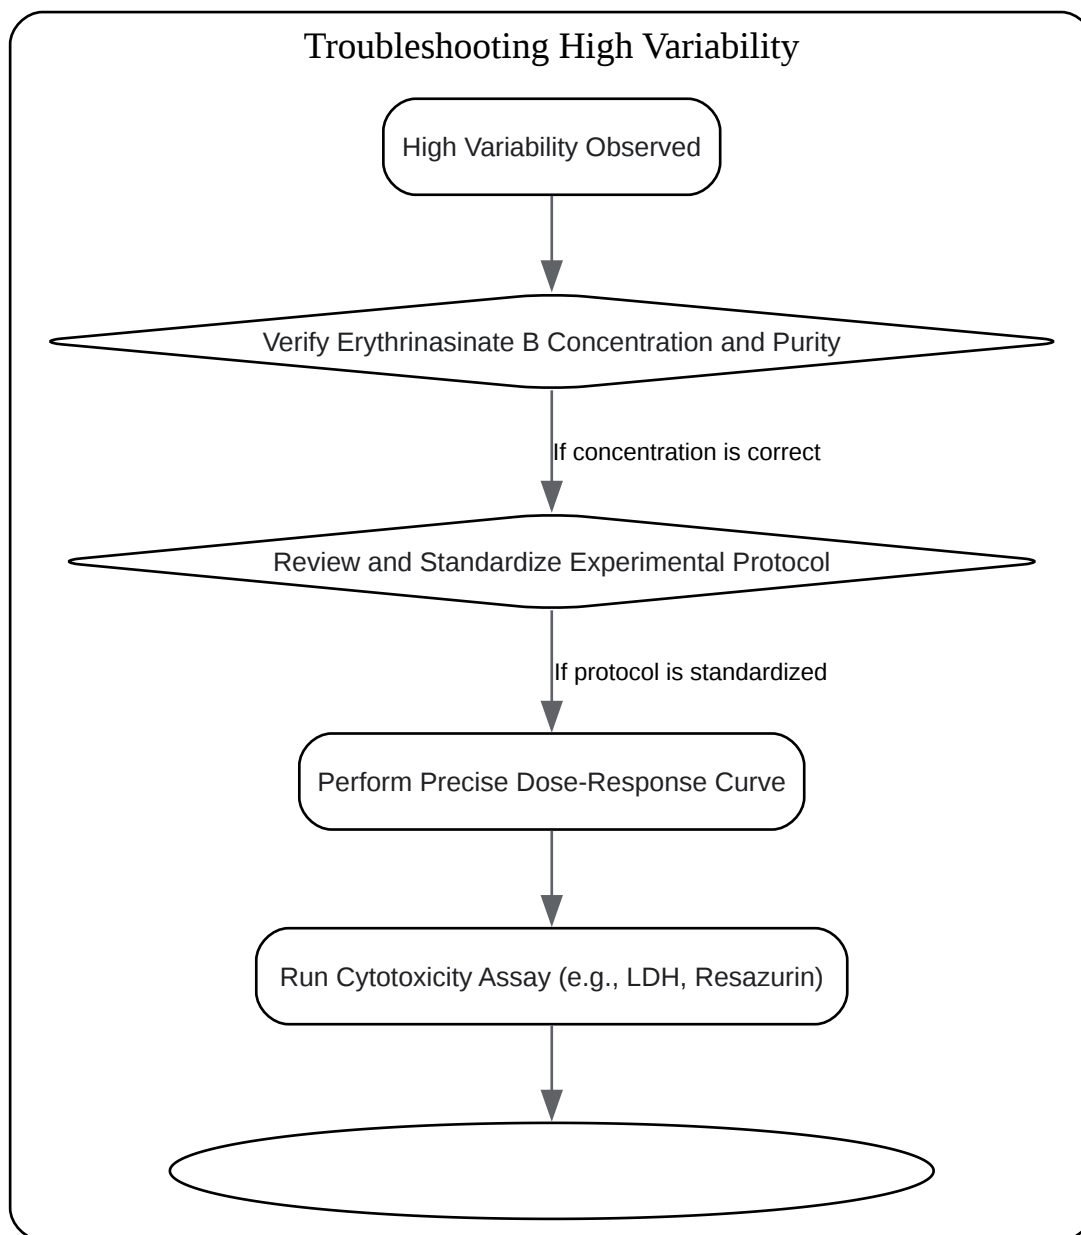 Troubleshooting High Variability
High Variability Observed
Verify Erythrinasinate B Concentration and Purity
If concentration is correct
Review and Standardize Experimental Protocol
If protocol is standardized
Perform Precise Dose-Response Curve
Run Cytotoxicity Assay (e.g., LDH, Resazurin)